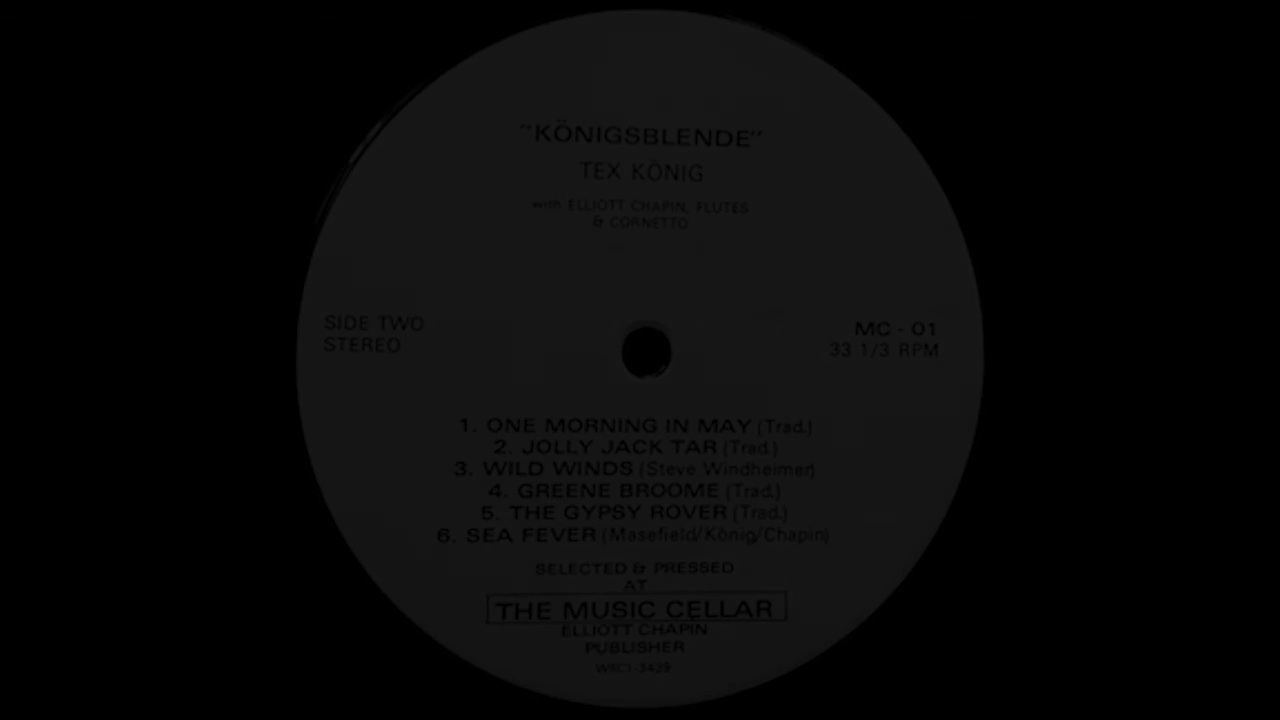 "KÖNIGSBLENDE"
TEX KÖNIG
with ELLIOTT CHAPIN, FLUTES
& CORNETTO
SIDE TWO
STEREO
MC - 01
33 1/3 RPM
1. ONE MORNING IN MAY (Trad.)
2. JOLLY JACK TAR (Trad.)
3. WILD WINDS (Steve Windheimer)
4. GREENE BROOME (Trad.)
5. THE GYPSY ROVER (Trad.)
6. SEA FEVER (Masefield/König/Chapin)
SELECTED & PRESSED
AT
THE MUSIC CELLAR
ELLIOTT CHAPIN
PUBLISHER
WRC1-3429